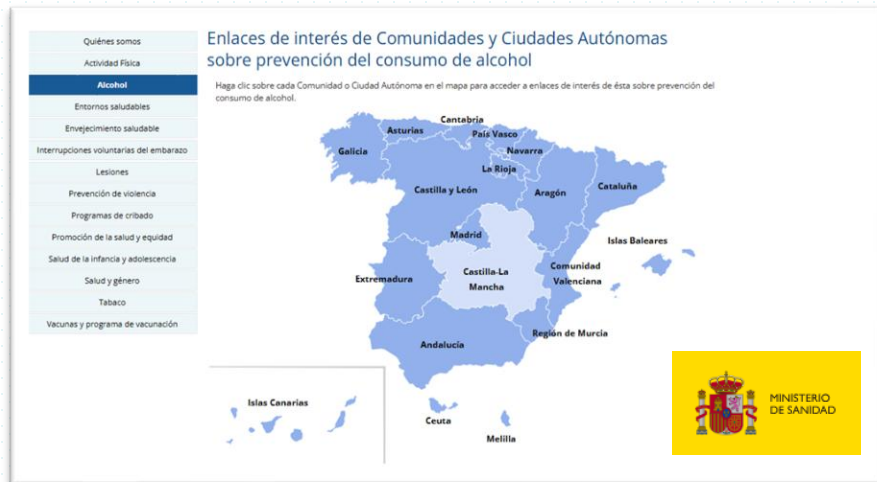 Quiénes somos
Actividad Física
Alcohol
Entornos saludables
Envejecimiento saludable
Interrupciones voluntarias del embarazo
Lesiones
Prevención de violencia
Programas de cribado
Promoción de la salud y equidad
Salud de la infancia y adolescencia
Salud y género
Tabaco
Vacunas y programa de vacunación
Enlaces de interés de Comunidades y Ciudades Autónomas
sobre prevención del consumo de alcohol
Haga clic sobre cada Comunidad o Ciudad Autónoma en el mapa para acceder a enlaces de interés de ésta sobre prevención del
consumo de alcohol.
Cantabria
Asturias
País Vasco
Galicia
Navarra
La Rioja
Castilla y León
Aragón
Cataluña
Madrid
Islas Baleares
Extremadura
Castilla-La
Mancha
Comunidad
Valenciana
Región de Murcia
Andalucía
Islas Canarias
Ceuta
Melilla
MINISTERIO
DE SANIDAD